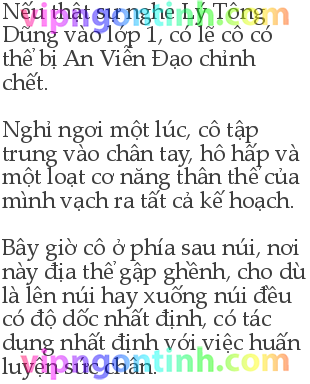 Nếu thật sự nghe Lý Tông
Dũng vào lớp 1, có lẽ cô có
thể bị An Viễn Đạo chỉnh
chết.
Nghỉ ngơi một lúc, cô tập
trung vào chân tay, hô hấp và
một loạt cơ năng thân thể của
mình vạch ra tất cả kế hoạch.
Bây giờ cô ở phía sau núi, nơi
này địa thế gập ghềnh, cho dù
là lên núi hay xuống núi đều
có độ dốc nhất định, có tác
dụng nhất định với việc huấn
luyện sức chân.
vipngontinh.com
vipngontinh.com